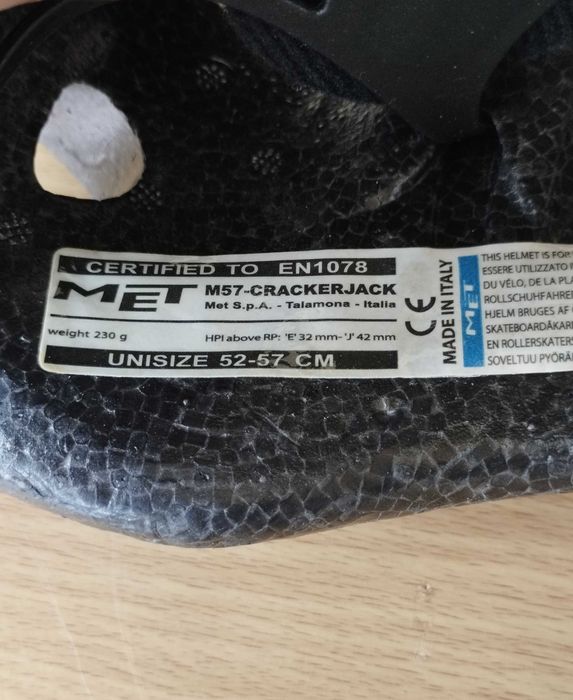 CERTIFIED TO EN1078
MET M57-CRACKERJACK
Met S.p.A. - Talamona - Italia
weight 230 g HPI above RP: 'E' 32 mm- 'J' 42 mm
UNISIZE 52-57 CM
CE
MADE IN ITALY
MET
THIS HELMET IS FOR
ESSERE UTILIZZATO
DU VÉLO, DE LA PLA
ROLLSCHUHFAHRE
HJELM BRUGES AF
SKATEBOARDÅKAR
EN ROLLERSKATERS
SOVELTUU PYÖRÄ